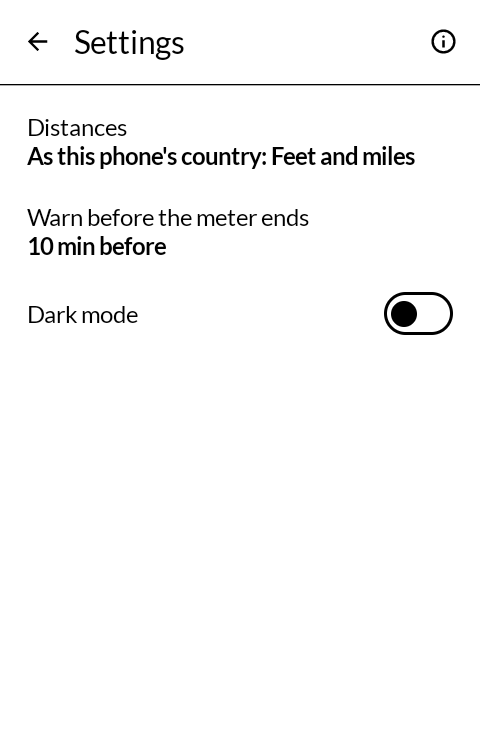 Settings
Distances
As this phone's country: Feet and miles
Warn before the meter ends
10 min before
Dark mode